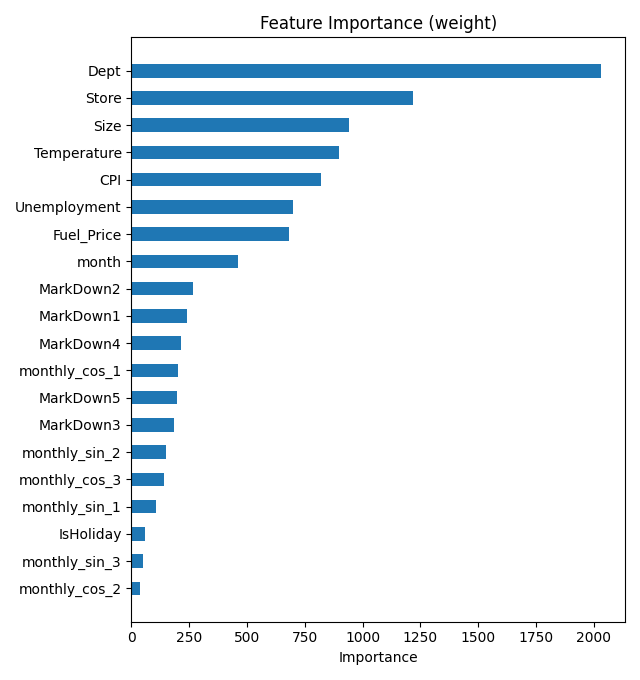 Feature Importance (weight)
Dept
Store
Size
Temperature
CPI
Unemployment
Fuel_Price
month
MarkDown2
MarkDown1
MarkDown4
monthly_cos_1
MarkDown5
MarkDown3
monthly_sin_2
monthly_cos_3
monthly_sin_1
IsHoliday
monthly_sin_3
monthly_cos_2
0 250 500 750 1000 1250 1500 1750 2000
Importance